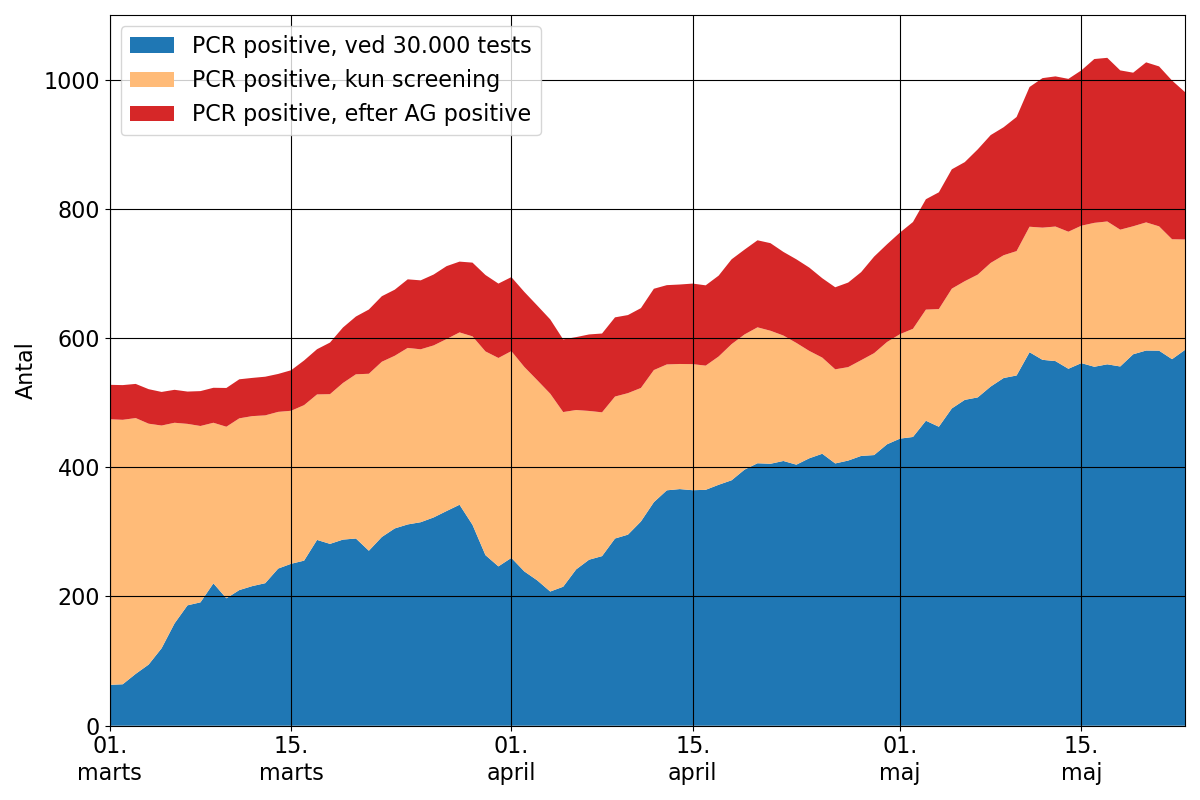 PCR positive, ved 30.000 tests
PCR positive, kun screening
PCR positive, efter AG positive
Antal
1000
800
600
400
200
0
01. marts
15. marts
01. april
15. april
01. maj
15. maj